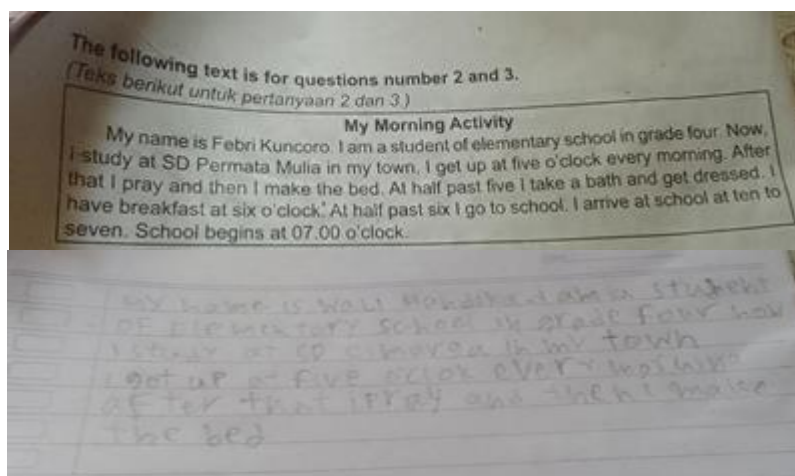 The following text is for questions number 2 and 3.
(Teks berikut untuk pertanyaan 2 dan 3.)
My Morning Activity
My name is Febri Kuncoro. I am a student of elementary school in grade four. Now,
I study at SD Permata Mulia in my town. I get up at five o'clock every morning. After
that I pray and then I make the bed. At half past five I take a bath and get dressed. I
have breakfast at six o'clock. At half past six I go to school. I arrive at school at ten to
seven. School begins at 07.00 o'clock.
my name is wali I am a student
OF Elementary School in grade Four now
I study at SD in my town
I got up at Five every
after that I Pray and then I make
the bed